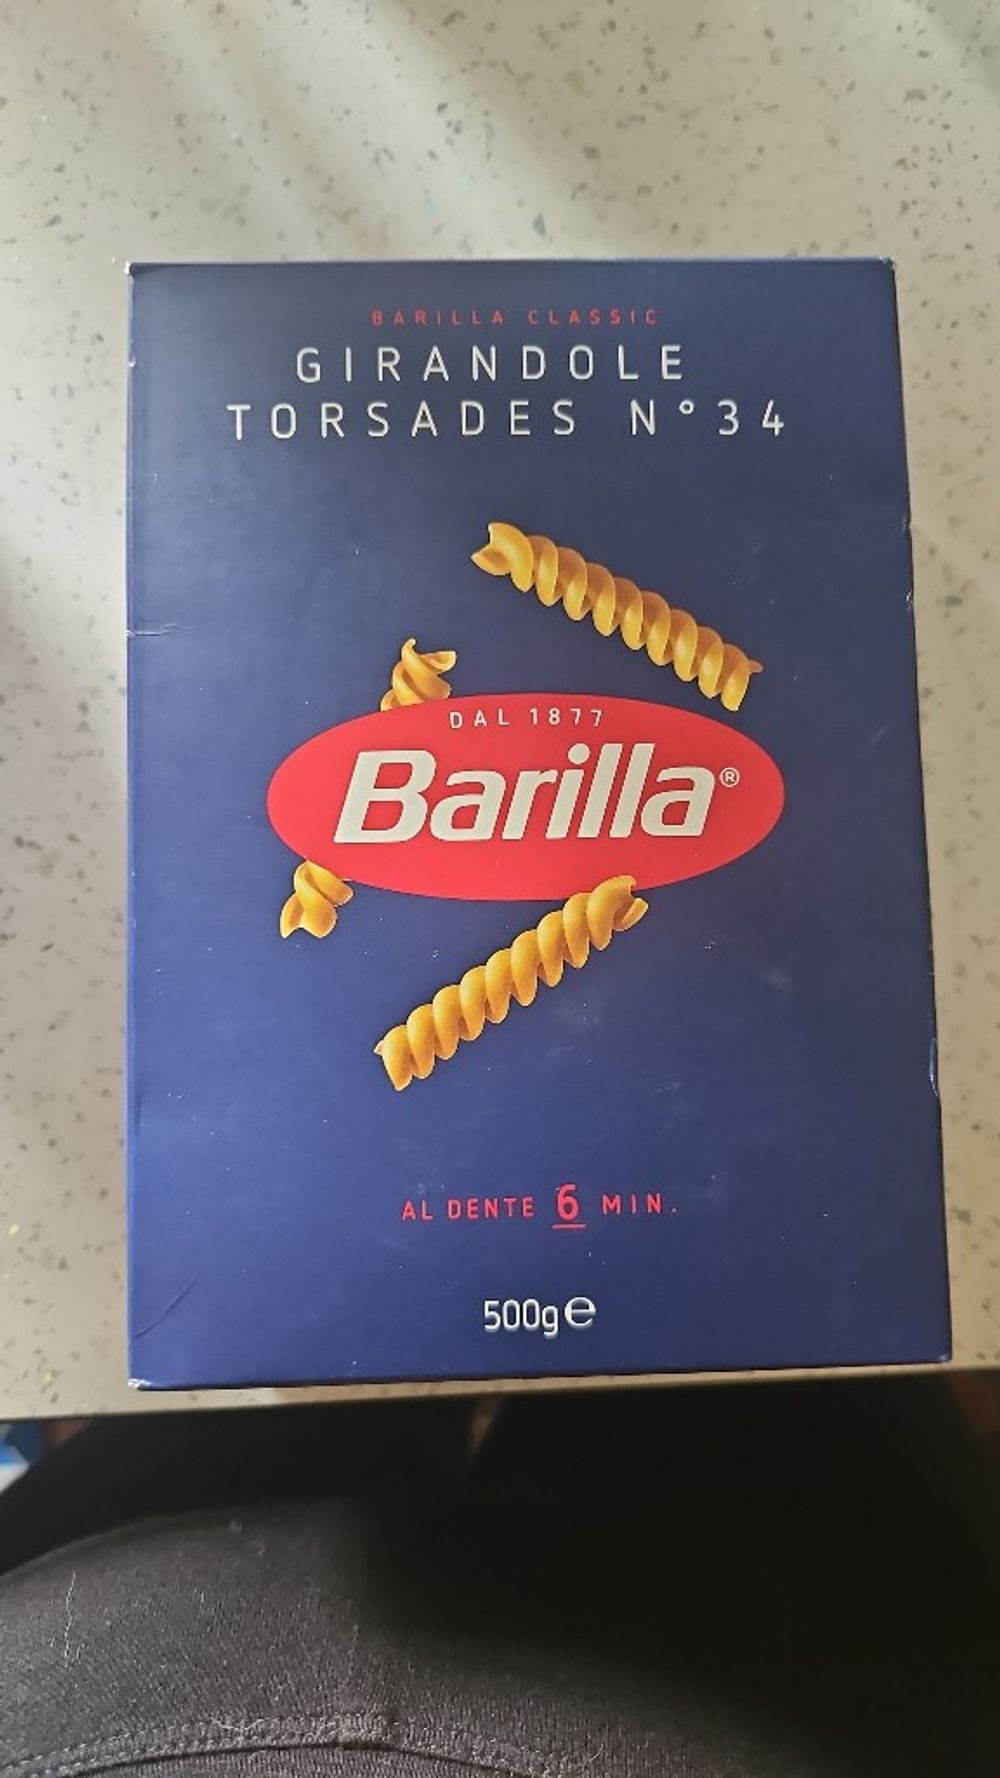 BARILLA CLASSIC
GIRANDOLE
TORSADES N°34
DAL 1877
Barilla®
AL DENTE 6 MIN.
500g ℮